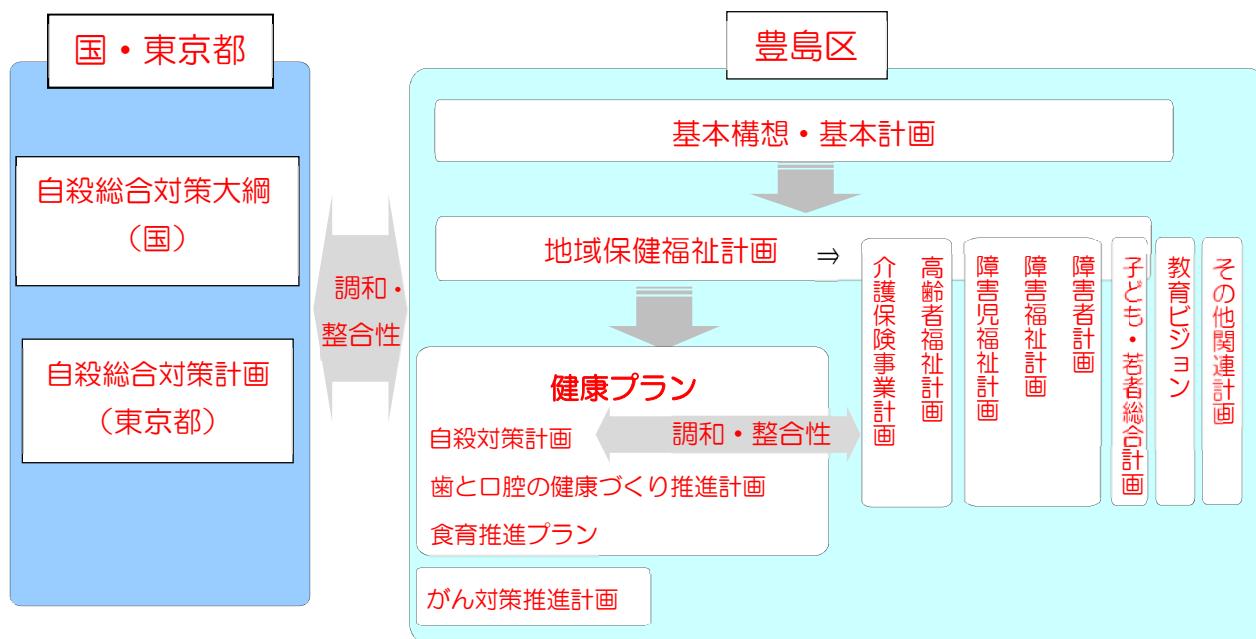 国・東京都
自殺総合対策大綱
（国）
自殺総合対策計画
（東京都）
調和・
整合性
豊島区
基本構想・基本計画
地域保健福祉計画 ⇒
介護保険事業計画
高齢者福祉計画
障害児福祉計画
障害福祉計画
障害者計画
子ども・若者総合計画
教育ビジョン
その他関連計画
健康プラン
自殺対策計画
調和・整合性
歯と口腔の健康づくり推進計画
食育推進プラン
がん対策推進計画